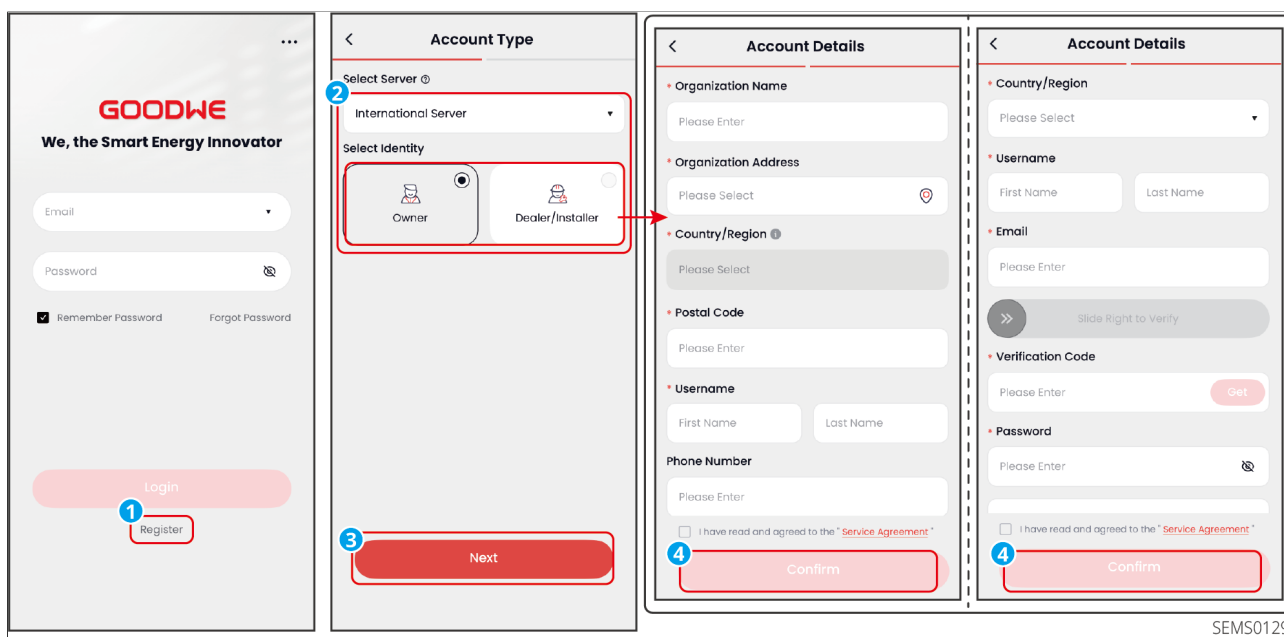 GOODWE
We, the Smart Energy Innovator
Email
Password
Remember Password Forgot Password
Login
1
Register
Account Type
Select Server
2
International Server
Select Identity
Owner Dealer/Installer
3
Next
Account Details
* Organization Name
Please Enter
* Organization Address
Please Select
* Country/Region
Please Select
* Postal Code
Please Enter
* Username
First Name Last Name
Phone Number
Please Enter
I have read and agreed to the " Service Agreement "
4
Confirm
Account Details
* Country/Region
Please Select
* Username
First Name Last Name
* Email
Please Enter
Slide Right to Verify
* Verification Code
Please Enter Get
* Password
Please Enter
I have read and agreed to the " Service Agreement "
4
Confirm
SEMS0129